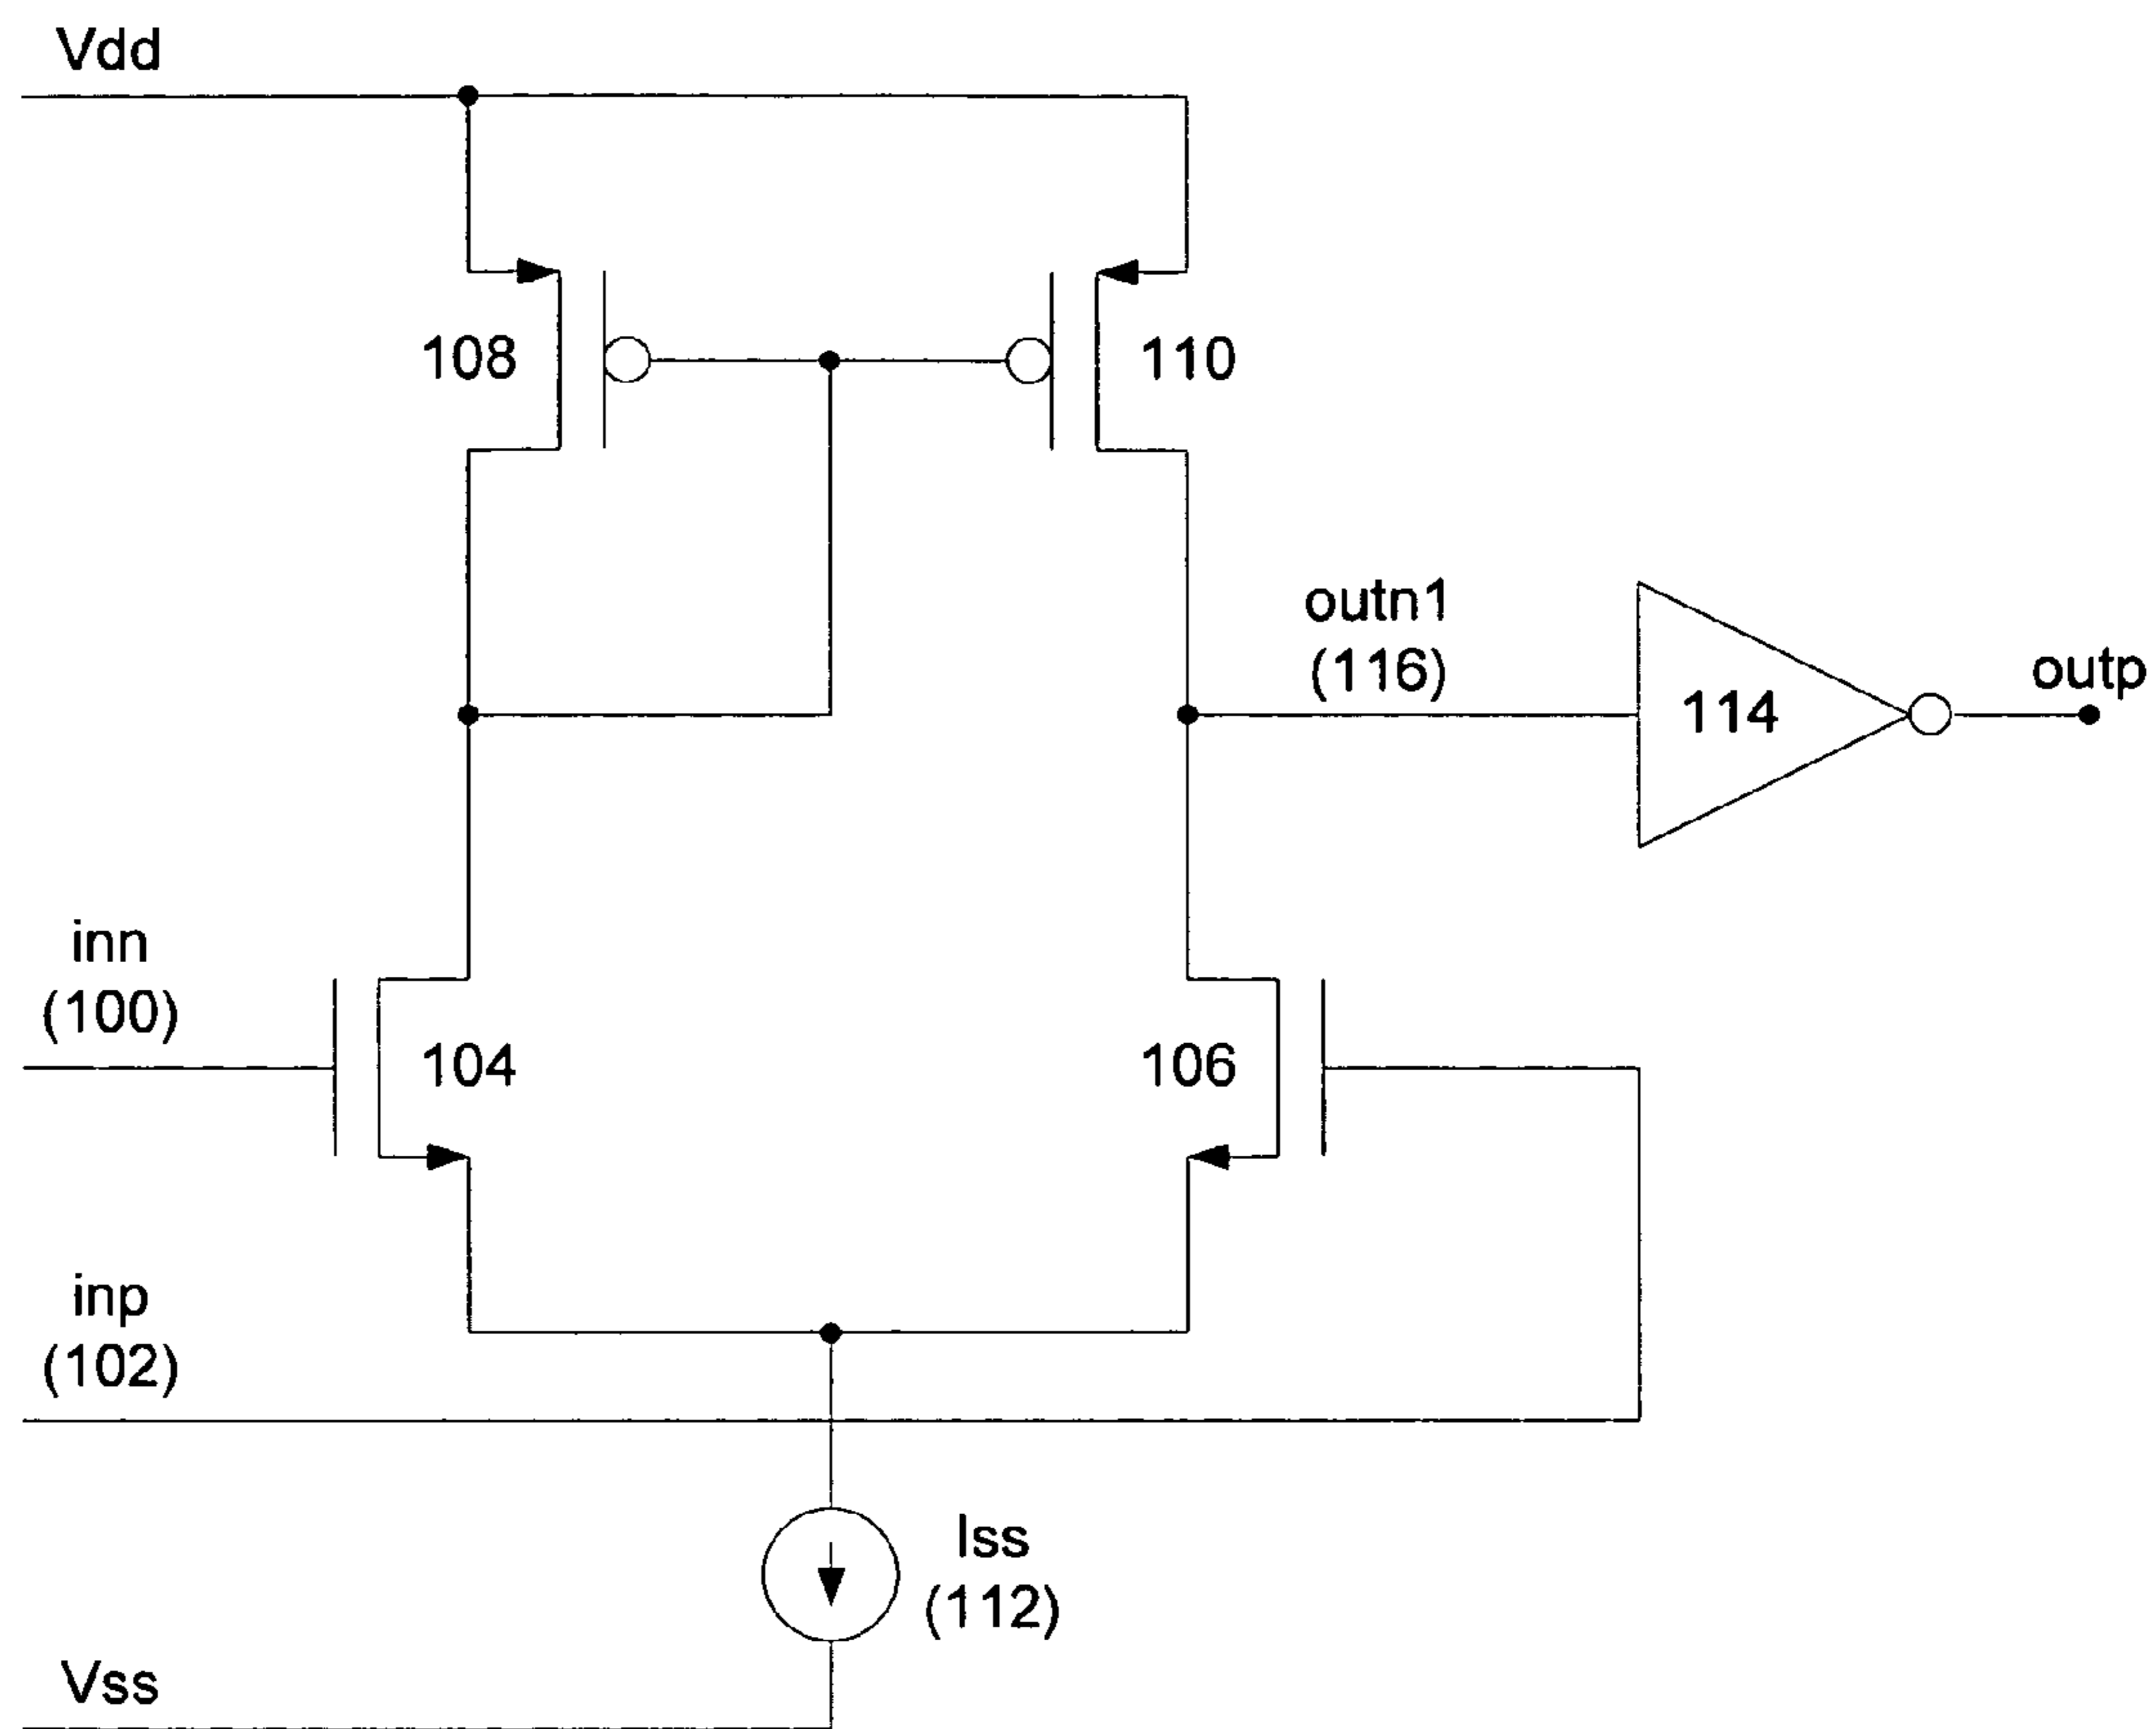 Vdd
108
110
outn1
(116)
114
outp
inn
(100)
104
106
inp
(102)
Iss
(112)
Vss